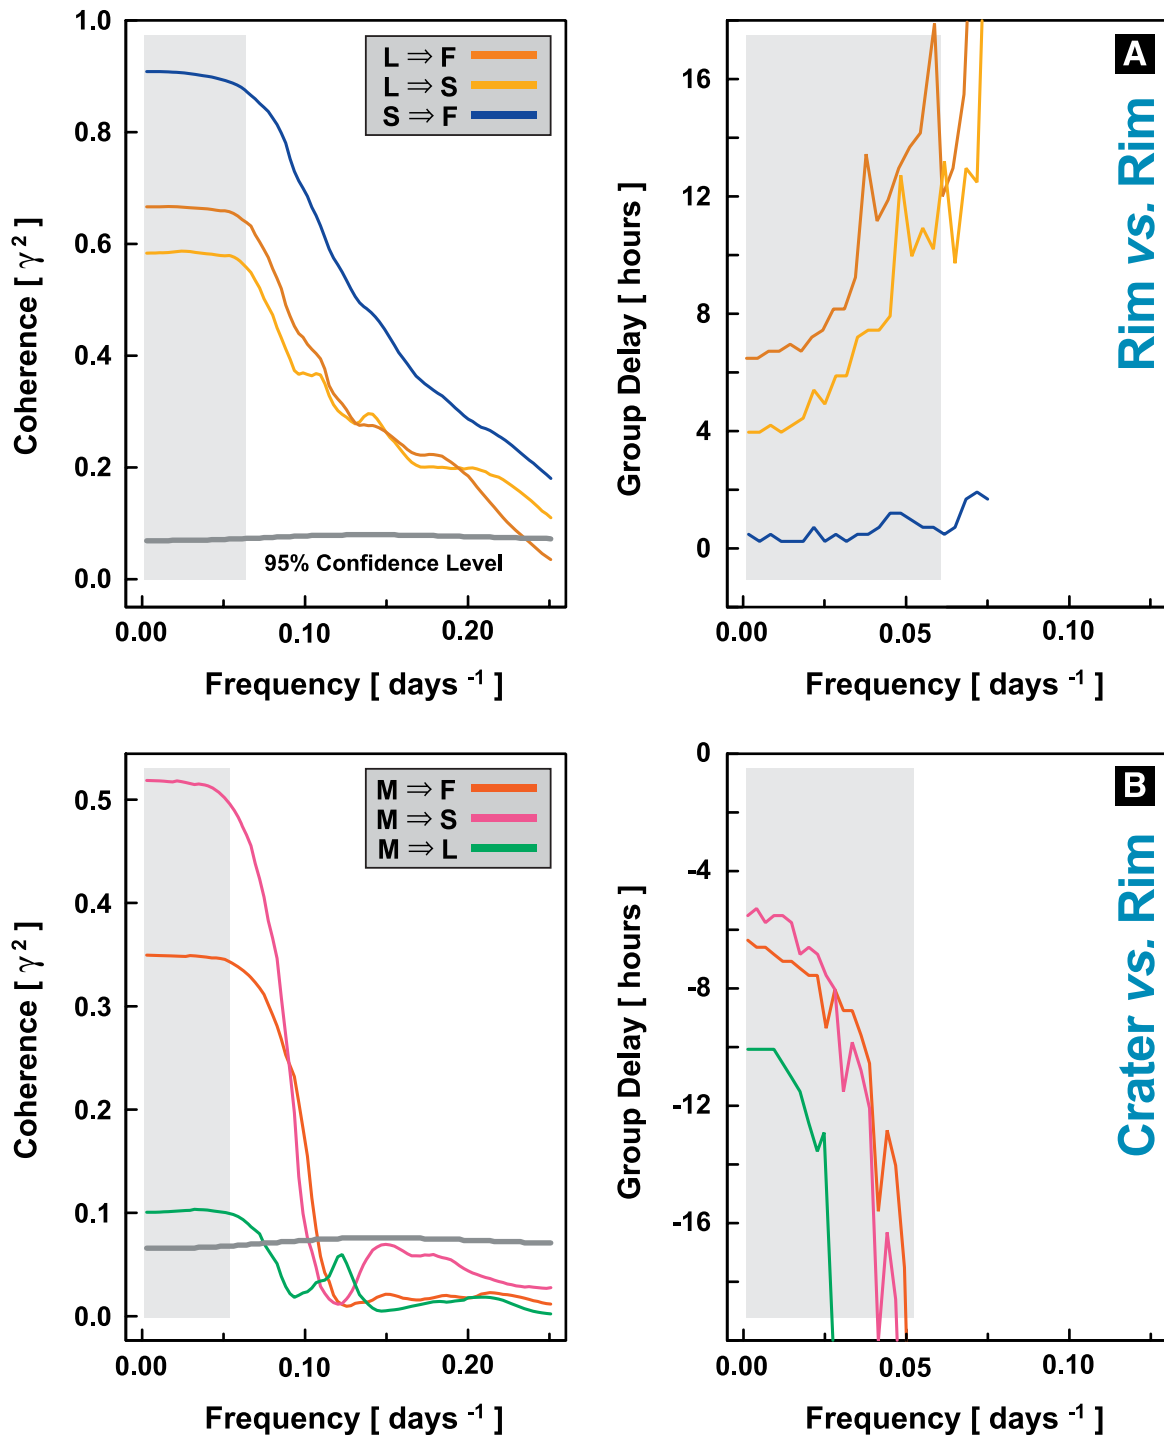 1.0
0.8
0.6
0.4
0.2
0.0
Coherence [ γ² ]
L ⇒ F
L ⇒ S
S ⇒ F
95% Confidence Level
0.00 0.10 0.20
Frequency [ days ⁻¹ ]
16
12
8
4
0
Group Delay [ hours ]
A
Rim vs. Rim
0.00 0.05 0.10
Frequency [ days ⁻¹ ]
0.5
0.4
0.3
0.2
0.1
0.0
Coherence [ γ² ]
M ⇒ F
M ⇒ S
M ⇒ L
0.00 0.10 0.20
Frequency [ days ⁻¹ ]
0
-4
-8
-12
-16
Group Delay [ hours ]
B
Crater vs. Rim
0.00 0.05 0.10
Frequency [ days ⁻¹ ]